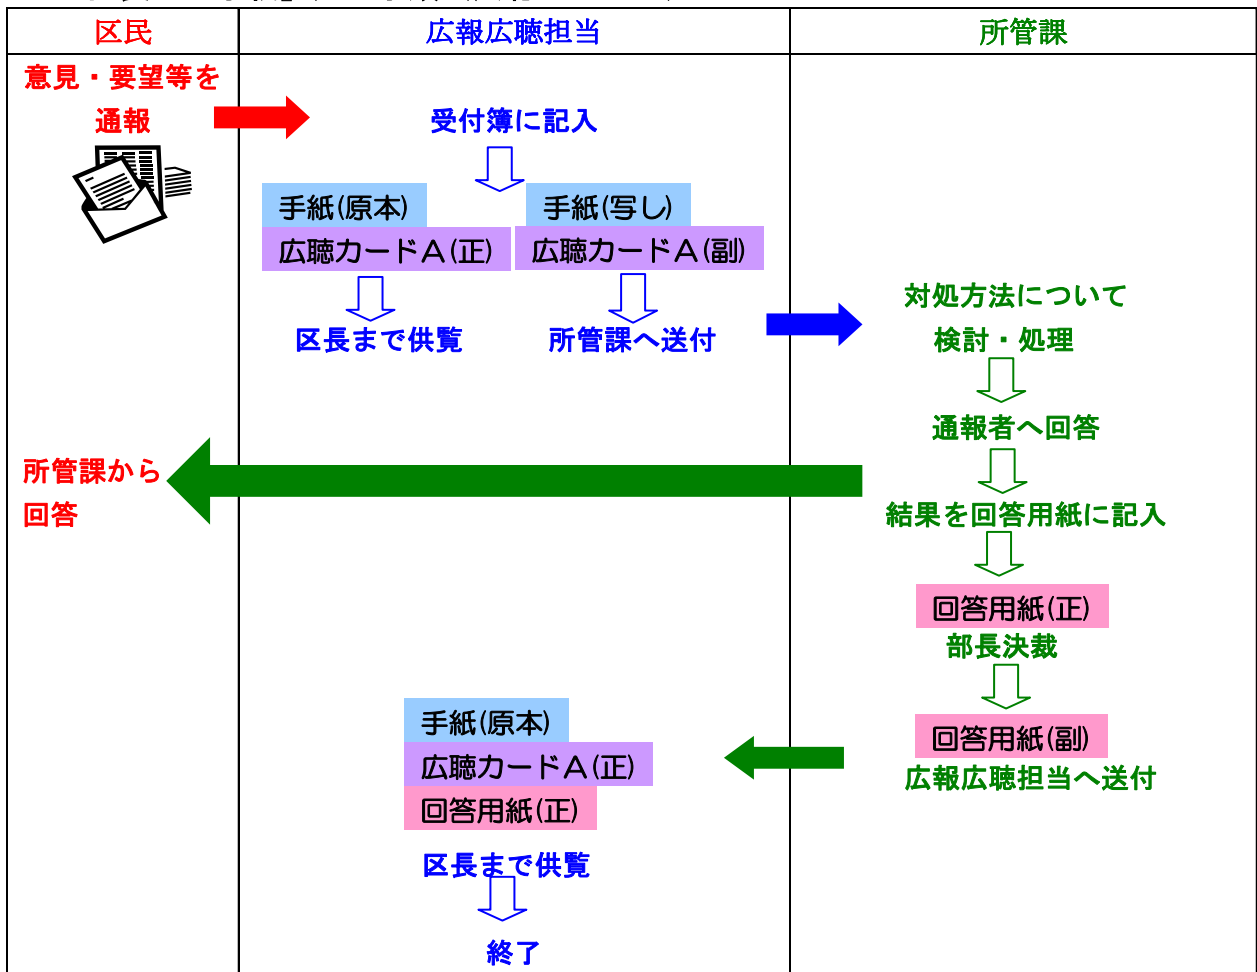 区民
広報広聴担当
所管課
意見・要望等を
通報
受付簿に記入
手紙(原本)
手紙(写し)
広聴カードA(正)
広聴カードA(副)
区長まで供覧
所管課へ送付
対処方法について
検討・処理
通報者へ回答
所管課から
回答
結果を回答用紙に記入
回答用紙(正)
部長決裁
回答用紙(副)
広報広聴担当へ送付
手紙(原本)
広聴カードA(正)
回答用紙(正)
区長まで供覧
終了